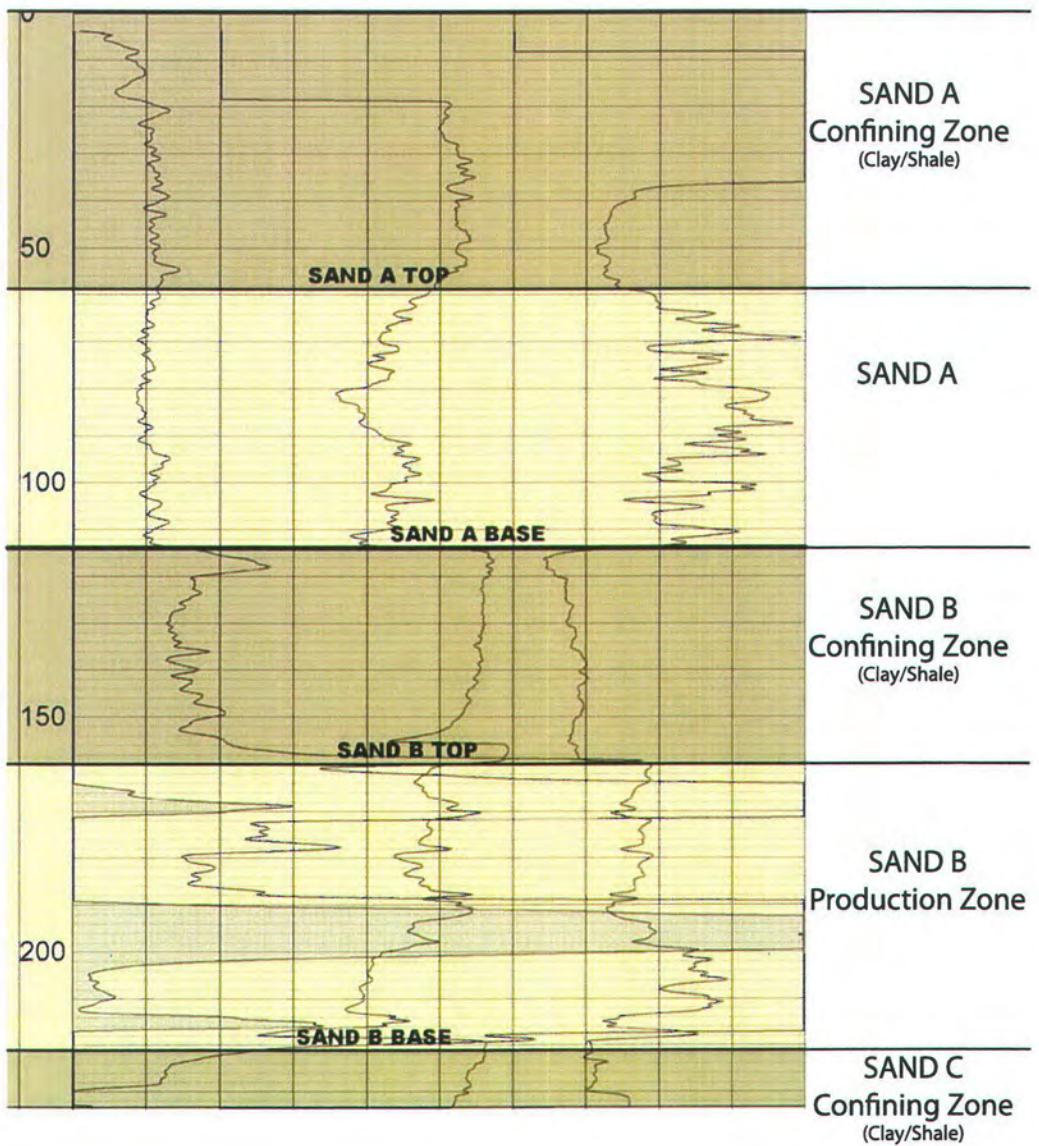 0
SAND A
Confining Zone
(Clay/Shale)
50
SAND A TOP
SAND A
100
SAND A BASE
SAND B
Confining Zone
(Clay/Shale)
150
SAND B TOP
SAND B
Production Zone
200
SAND B BASE
SAND C
Confining Zone
(Clay/Shale)